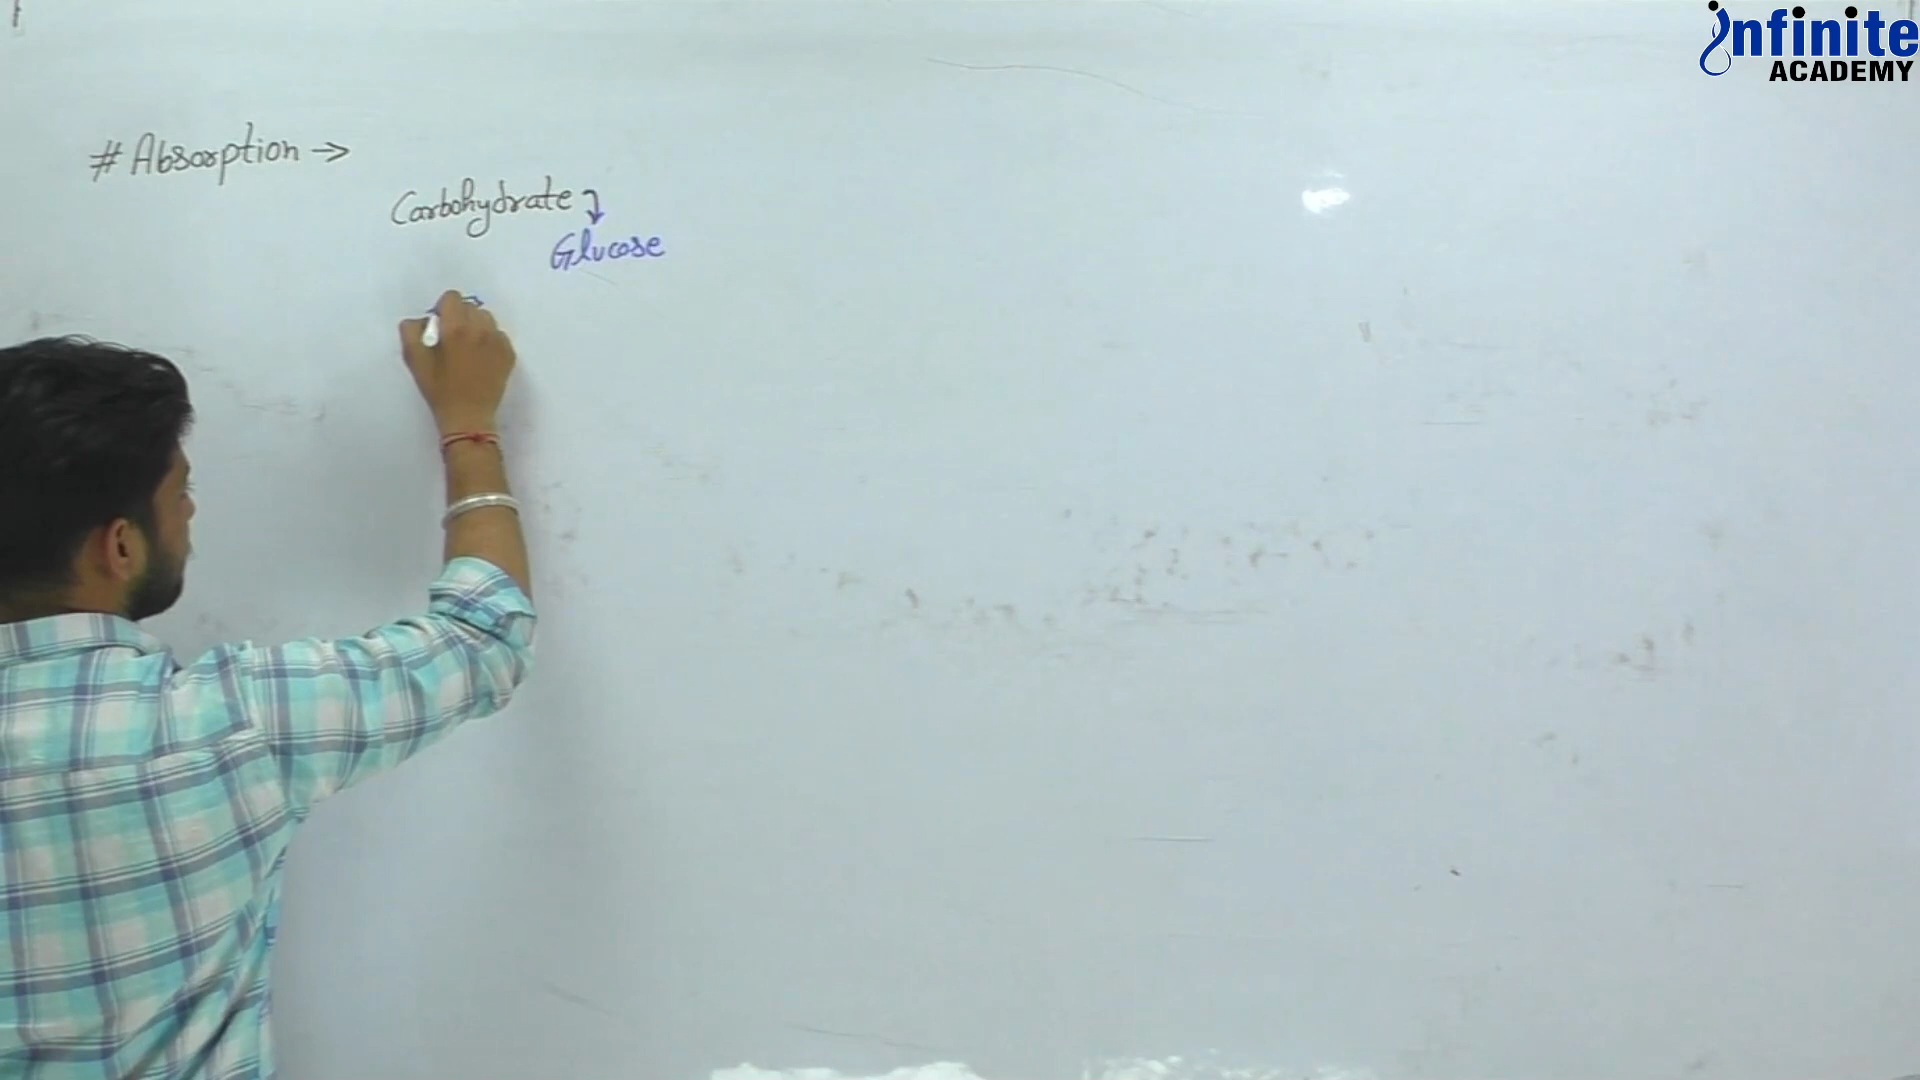 infinite
ACADEMY
# Absorption →
Carbohydrate
Glucose